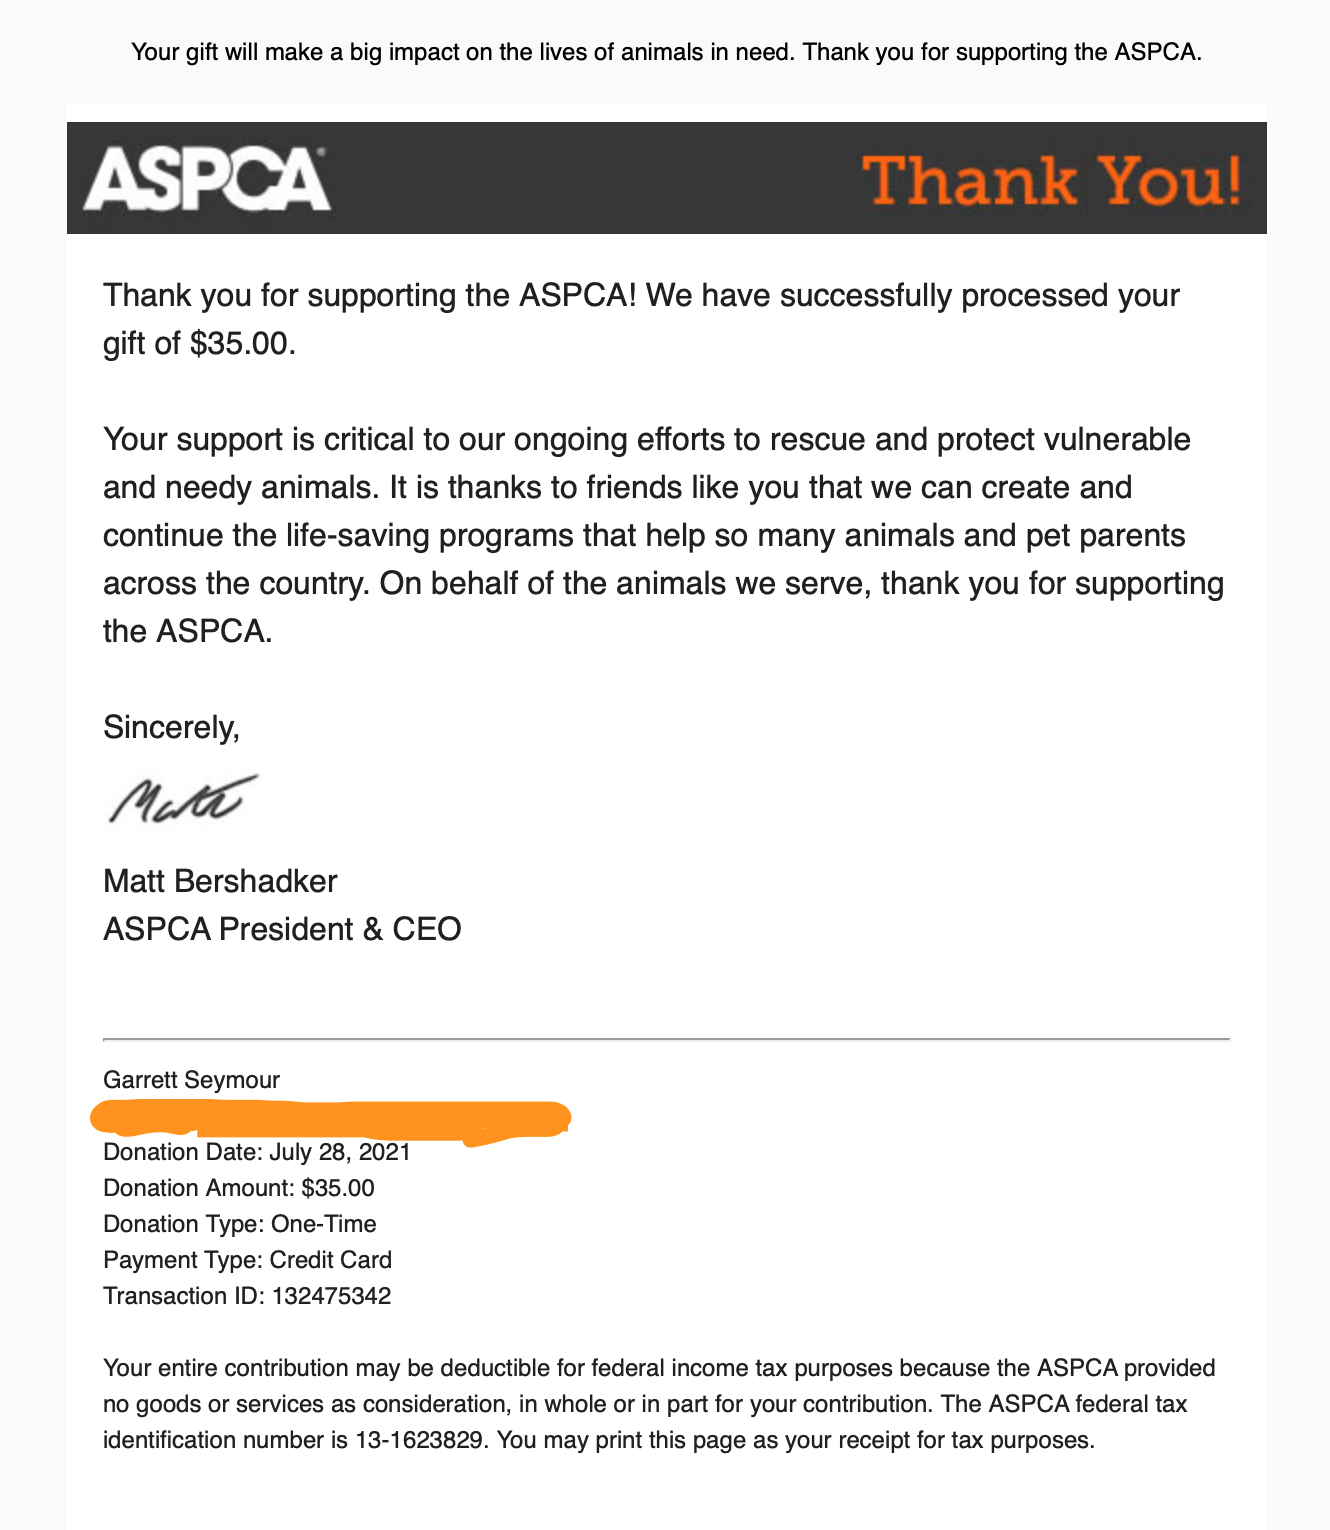 Your gift will make a big impact on the lives of animals in need. Thank you for supporting the ASPCA.
ASPCA®
Thank You!
Thank you for supporting the ASPCA! We have successfully processed your
gift of $35.00.
Your support is critical to our ongoing efforts to rescue and protect vulnerable
and needy animals. It is thanks to friends like you that we can create and
continue the life-saving programs that help so many animals and pet parents
across the country. On behalf of the animals we serve, thank you for supporting
the ASPCA.
Sincerely,
Matt
Matt Bershadker
ASPCA President & CEO
Garrett Seymour
Donation Date: July 28, 2021
Donation Amount: $35.00
Donation Type: One-Time
Payment Type: Credit Card
Transaction ID: 132475342
Your entire contribution may be deductible for federal income tax purposes because the ASPCA provided
no goods or services as consideration, in whole or in part for your contribution. The ASPCA federal tax
identification number is 13-1623829. You may print this page as your receipt for tax purposes.